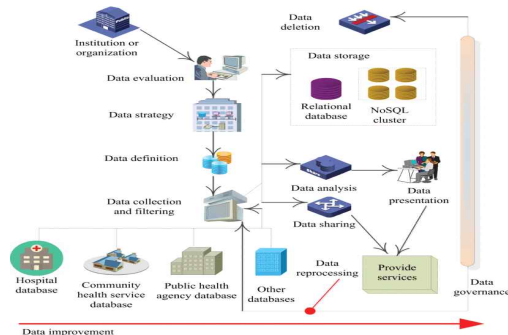 Institution or
organization
Data
deletion
Data evaluation
Data storage
Relational
database
NoSQL
cluster
Data strategy
Data definition
Data collection
and filtering
Data analysis
Data
presentation
Data sharing
Hospital
database
Community
health service
database
Public health
agency database
Other
databases
Data
reprocessing
Provide
services
Data
governance
Data improvement